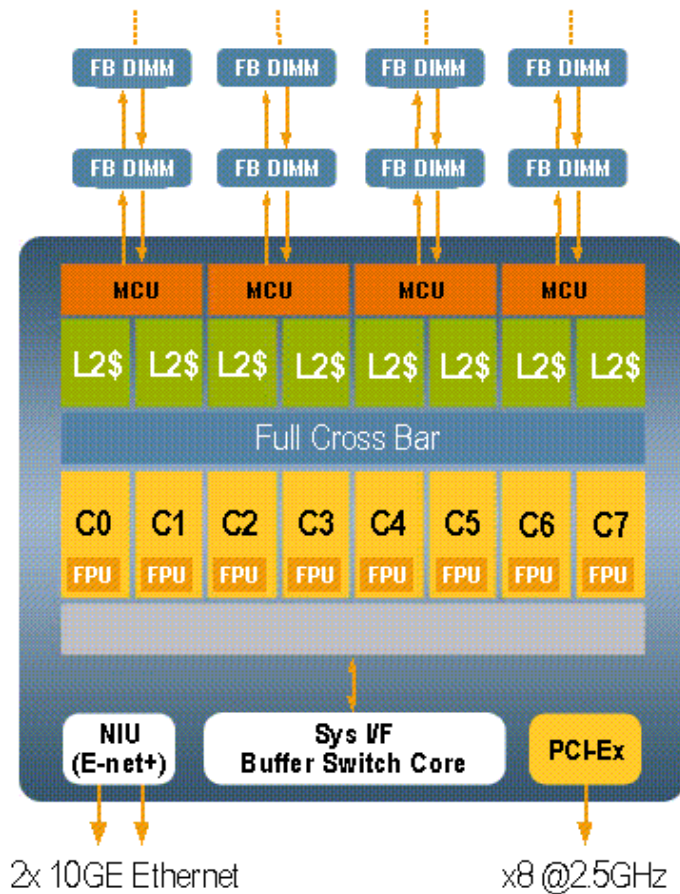 FB DIMM FB DIMM FB DIMM FB DIMM
FB DIMM FB DIMM FB DIMM FB DIMM
MCU MCU MCU MCU
L2$ L2$ L2$ L2$ L2$ L2$ L2$ L2$
Full Cross Bar
C0 C1 C2 C3 C4 C5 C6 C7
FPU FPU FPU FPU FPU FPU FPU FPU
NIU
(E-net+)
Sys I/F
Buffer Switch Core
PCI-Ex
2x 10GE Ethernet
x8 @2.5GHz